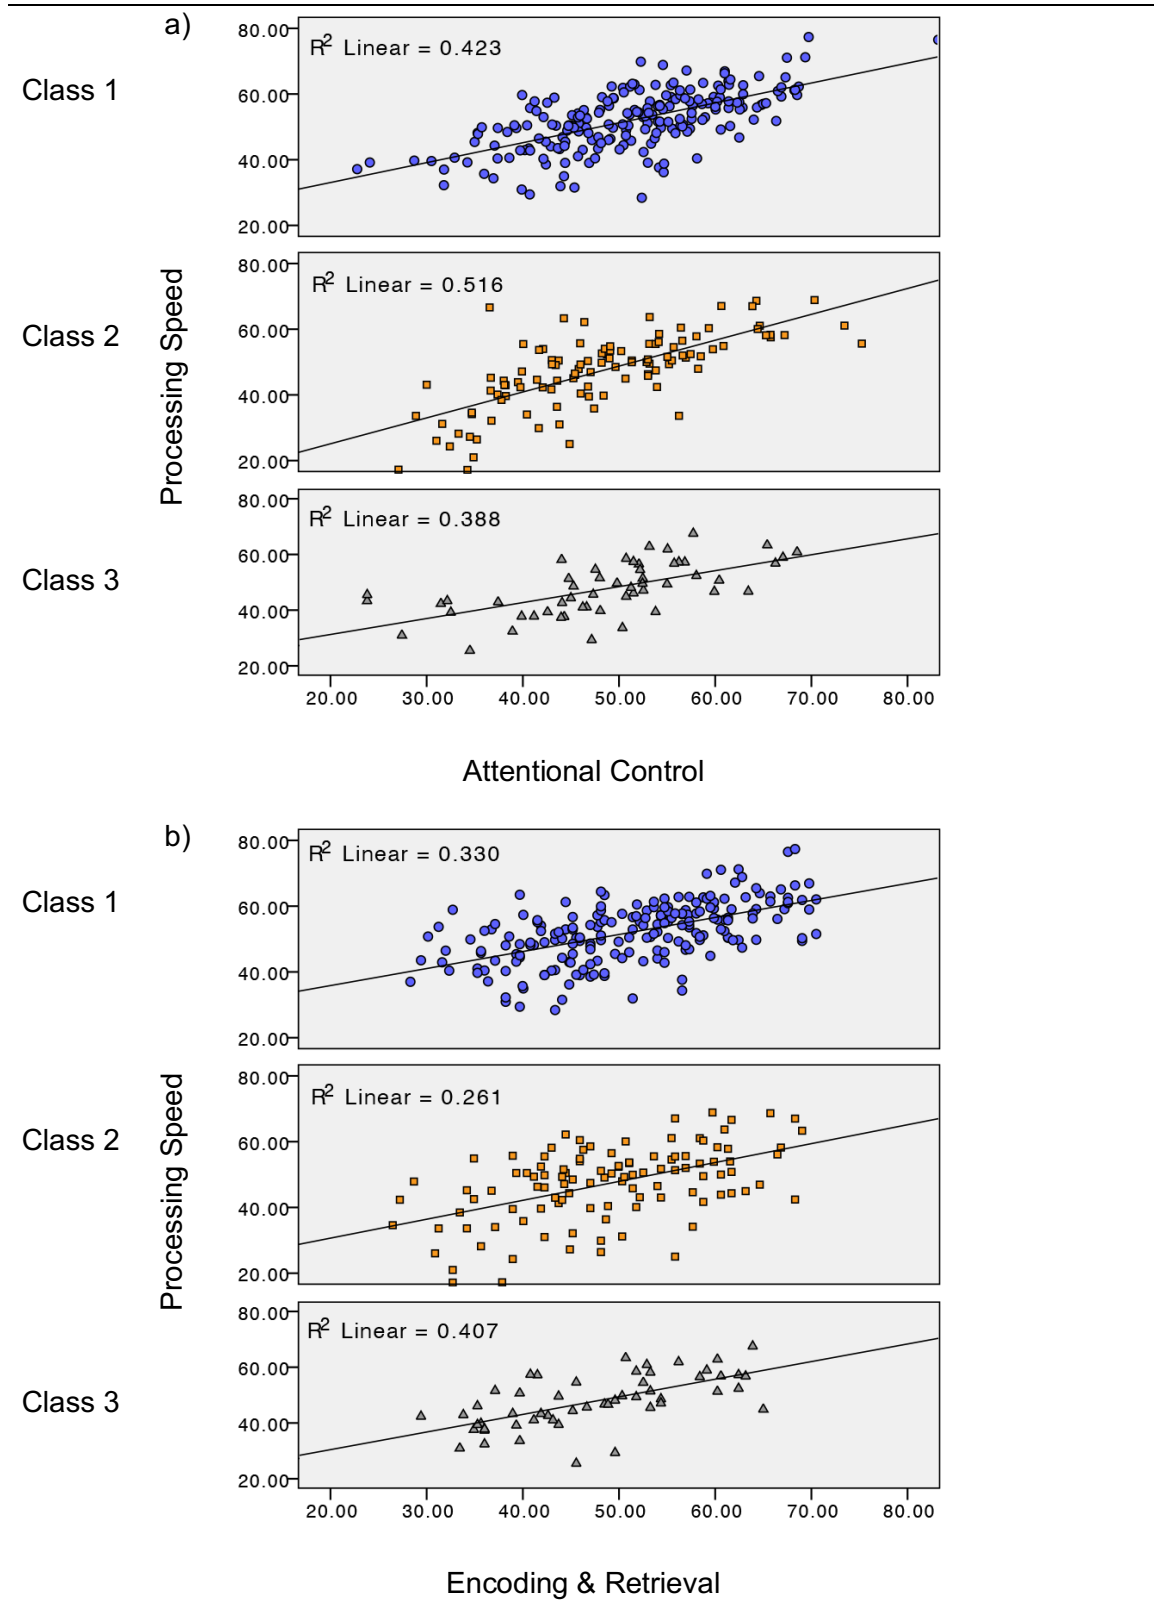 a)
Class 1
R² Linear = 0.423
80.00
60.00
40.00
20.00
Class 2
Processing Speed
R² Linear = 0.516
80.00
60.00
40.00
20.00
Class 3
R² Linear = 0.388
80.00
60.00
40.00
20.00
20.00 30.00 40.00 50.00 60.00 70.00 80.00
Attentional Control
b)
Class 1
R² Linear = 0.330
80.00
60.00
40.00
20.00
Class 2
Processing Speed
R² Linear = 0.261
80.00
60.00
40.00
20.00
Class 3
R² Linear = 0.407
80.00
60.00
40.00
20.00
20.00 30.00 40.00 50.00 60.00 70.00 80.00
Encoding & Retrieval